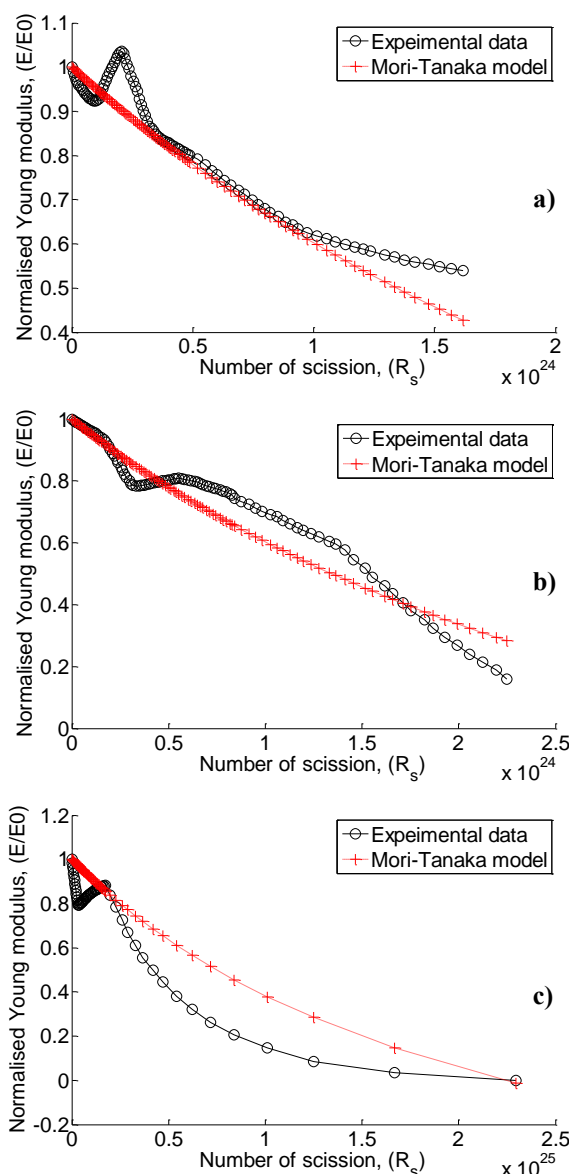 1.1
1
0.9
0.8
0.7
0.6
0.5
0.4
0 0.5 1 1.5 2
x 10^24
Number of scission, (R_s)
Normalised Young modulus, (E/E0)
Expeimental data
Mori-Tanaka model
a)
1
0.8
0.6
0.4
0.2
0
0 0.5 1 1.5 2 2.5
x 10^24
Number of scission, (R_s)
Normalised Young modulus, (E/E0)
Expeimental data
Mori-Tanaka model
b)
1.2
1
0.8
0.6
0.4
0.2
0
-0.2
0 0.5 1 1.5 2 2.5
x 10^25
Number of scission, (R_s)
Normalised Young modulus, (E/E0)
Expeimental data
Mori-Tanaka model
c)